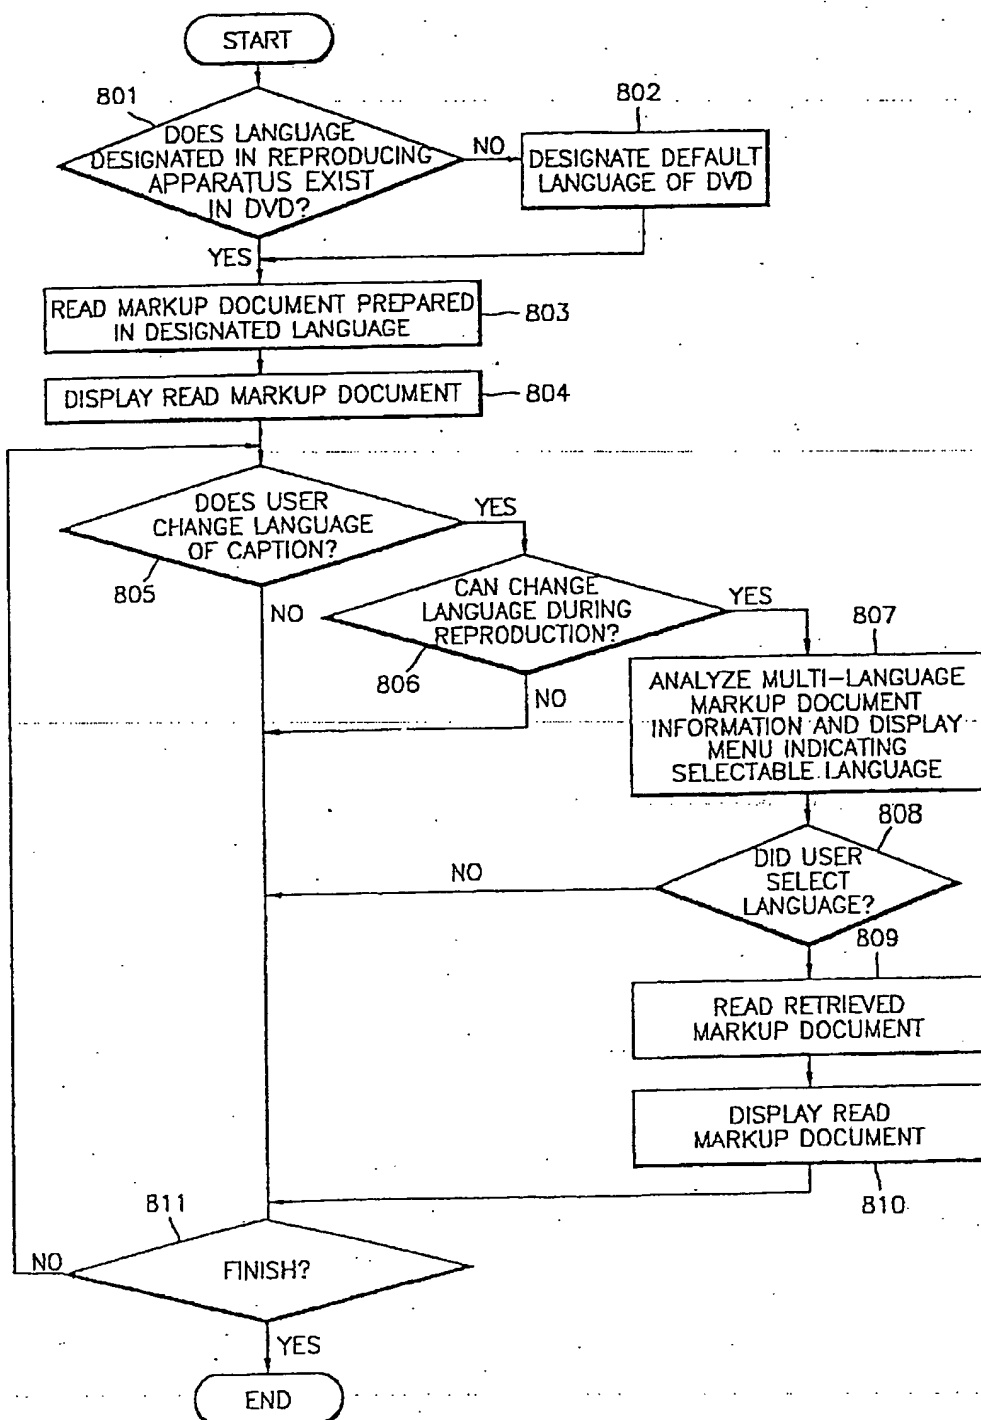 START
801
DOES LANGUAGE
DESIGNATED IN REPRODUCING
APPARATUS EXIST
IN DVD?
NO
802
DESIGNATE DEFAULT
LANGUAGE OF DVD
YES
READ MARKUP DOCUMENT PREPARED
IN DESIGNATED LANGUAGE
803
DISPLAY READ MARKUP DOCUMENT
804
DOES USER
CHANGE LANGUAGE
OF CAPTION?
805
YES
NO
CAN CHANGE
LANGUAGE DURING
REPRODUCTION?
806
YES
NO
807
ANALYZE MULTI-LANGUAGE
MARKUP DOCUMENT
INFORMATION AND DISPLAY
MENU INDICATING
SELECTABLE LANGUAGE
808
DID USER
SELECT
LANGUAGE?
NO
809
READ RETRIEVED
MARKUP DOCUMENT
DISPLAY READ
MARKUP DOCUMENT
810
811
FINISH?
NO
YES
END